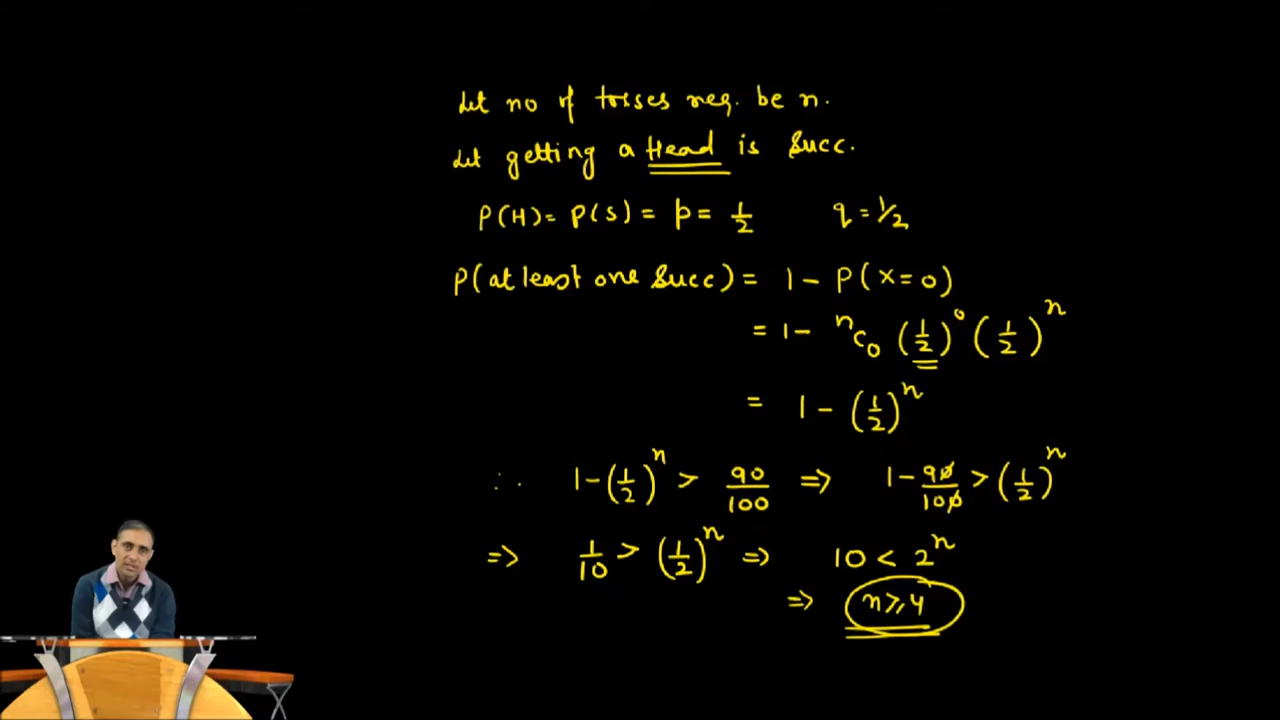 Let no of tosses req. be n.
Let getting a Head is Succ.
P(H) = P(S) = p = 1/2 q = 1/2
P(at least one Succ) = 1 - P(X=0)
= 1 - ⁿC₀ (1/2)⁰ (1/2)ⁿ
= 1 - (1/2)ⁿ
∴ 1 - (1/2)ⁿ > 90/100 ⇒ 1 - 90/100 > (1/2)ⁿ
⇒ 1/10 > (1/2)ⁿ ⇒ 10 < 2ⁿ
⇒ n ≥ 4